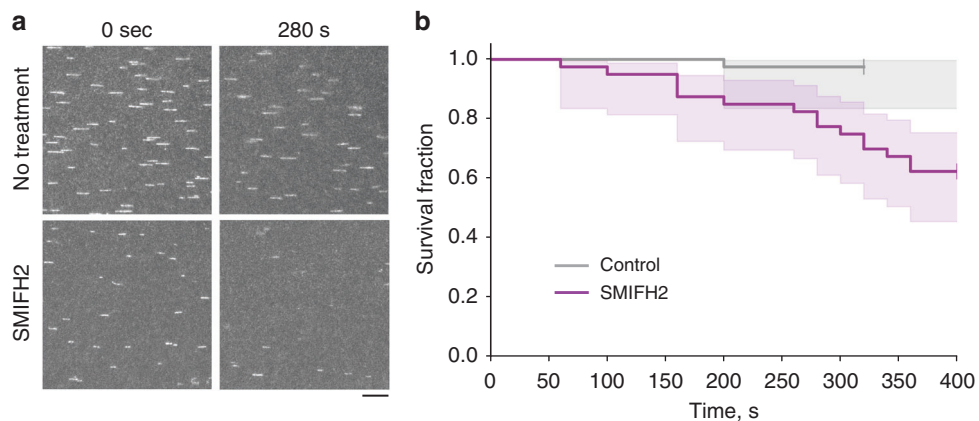 a
0 sec
280 s
No treatment
SMIFH2
b
1.0
0.8
0.6
0.4
0.2
0.0
Survival fraction
Control
SMIFH2
0
50
100
150
200
250
300
350
400
Time, s